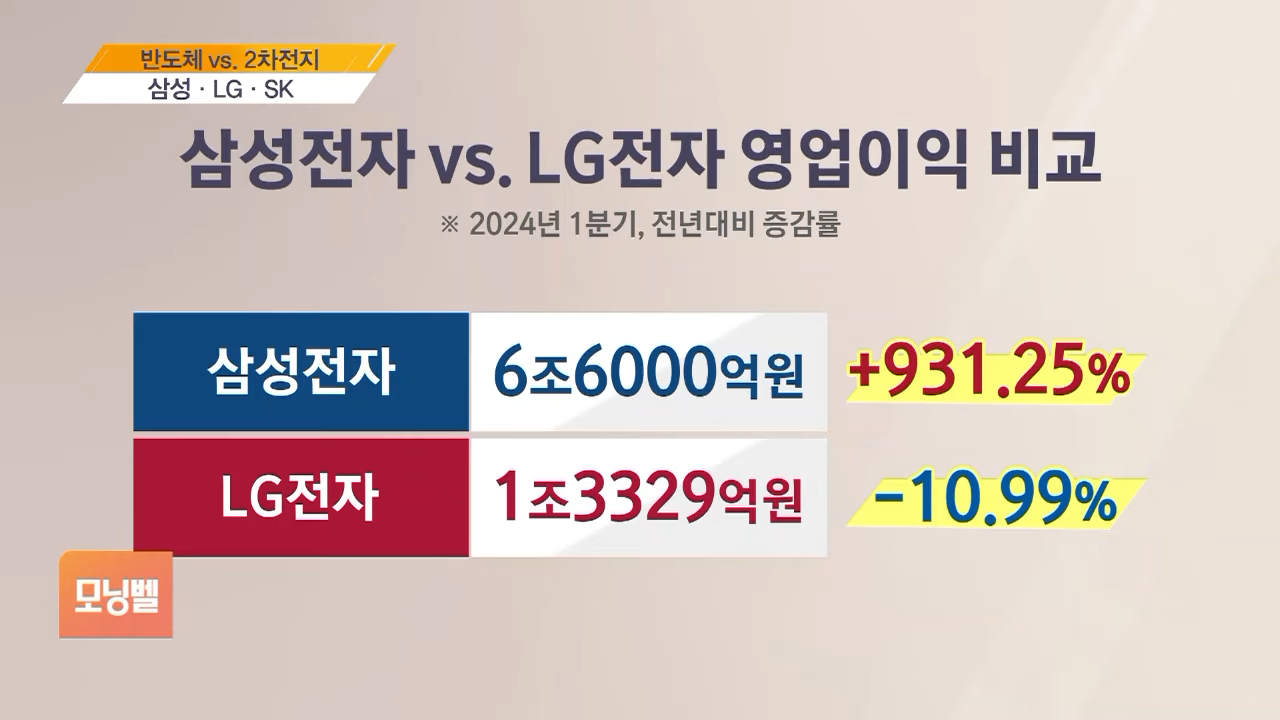 반도체 vs. 2차전지
삼성 · LG · SK
삼성전자 vs. LG전자 영업이익 비교
※ 2024년 1분기, 전년대비 증감률
삼성전자 6조6000억원 +931.25%
LG전자 1조3329억원 -10.99%
모닝벨